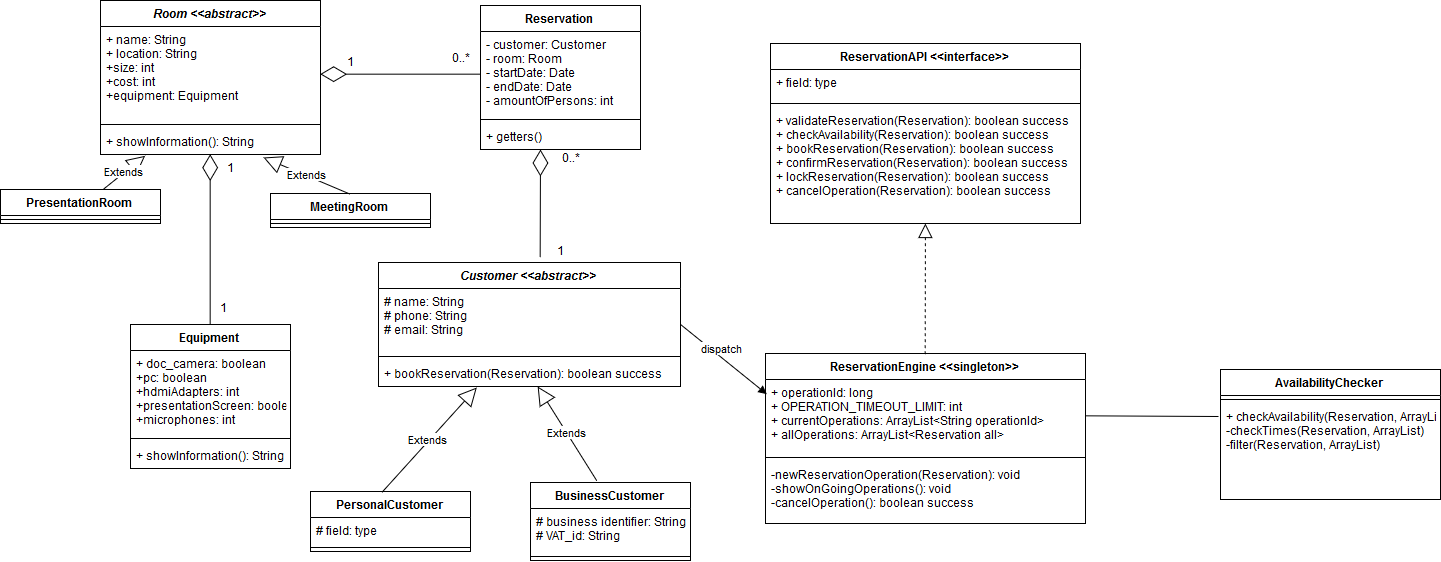 Room <<abstract>>
+ name: String
+ location: String
+size: int
+cost: int
+equipment: Equipment
+ showInformation(): String
1
0..*
Reservation
- customer: Customer
- room: Room
- startDate: Date
- endDate: Date
- amountOfPersons: int
+ getters()
ReservationAPI <<interface>>
+ field: type
+ validateReservation(Reservation): boolean success
+ checkAvailability(Reservation): boolean success
+ bookReservation(Reservation): boolean success
+ confirmReservation(Reservation): boolean success
+ lockReservation(Reservation): boolean success
+ cancelOperation(Reservation): boolean success
Extends
1
Extends
0..*
PresentationRoom
MeetingRoom
1
1
Customer <<abstract>>
# name: String
# phone: String
# email: String
+ bookReservation(Reservation): boolean success
Equipment
+ doc_camera: boolean
+pc: boolean
+hdmiAdapters: int
+presentationScreen: boole
+microphones: int
+ showInformation(): String
dispatch
ReservationEngine <<singleton>>
+ operationId: long
+ OPERATION_TIMEOUT_LIMIT: int
+ currentOperations: ArrayList<String operationId>
+ allOperations: ArrayList<Reservation all>
-newReservationOperation(Reservation): void
-showOnGoingOperations(): void
-cancelOperation(): boolean success
AvailabilityChecker
+ checkAvailability(Reservation, ArrayLi
-checkTimes(Reservation, ArrayList)
-filter(Reservation, ArrayList)
Extends
Extends
PersonalCustomer
# field: type
BusinessCustomer
# business identifier: String
# VAT_id: String